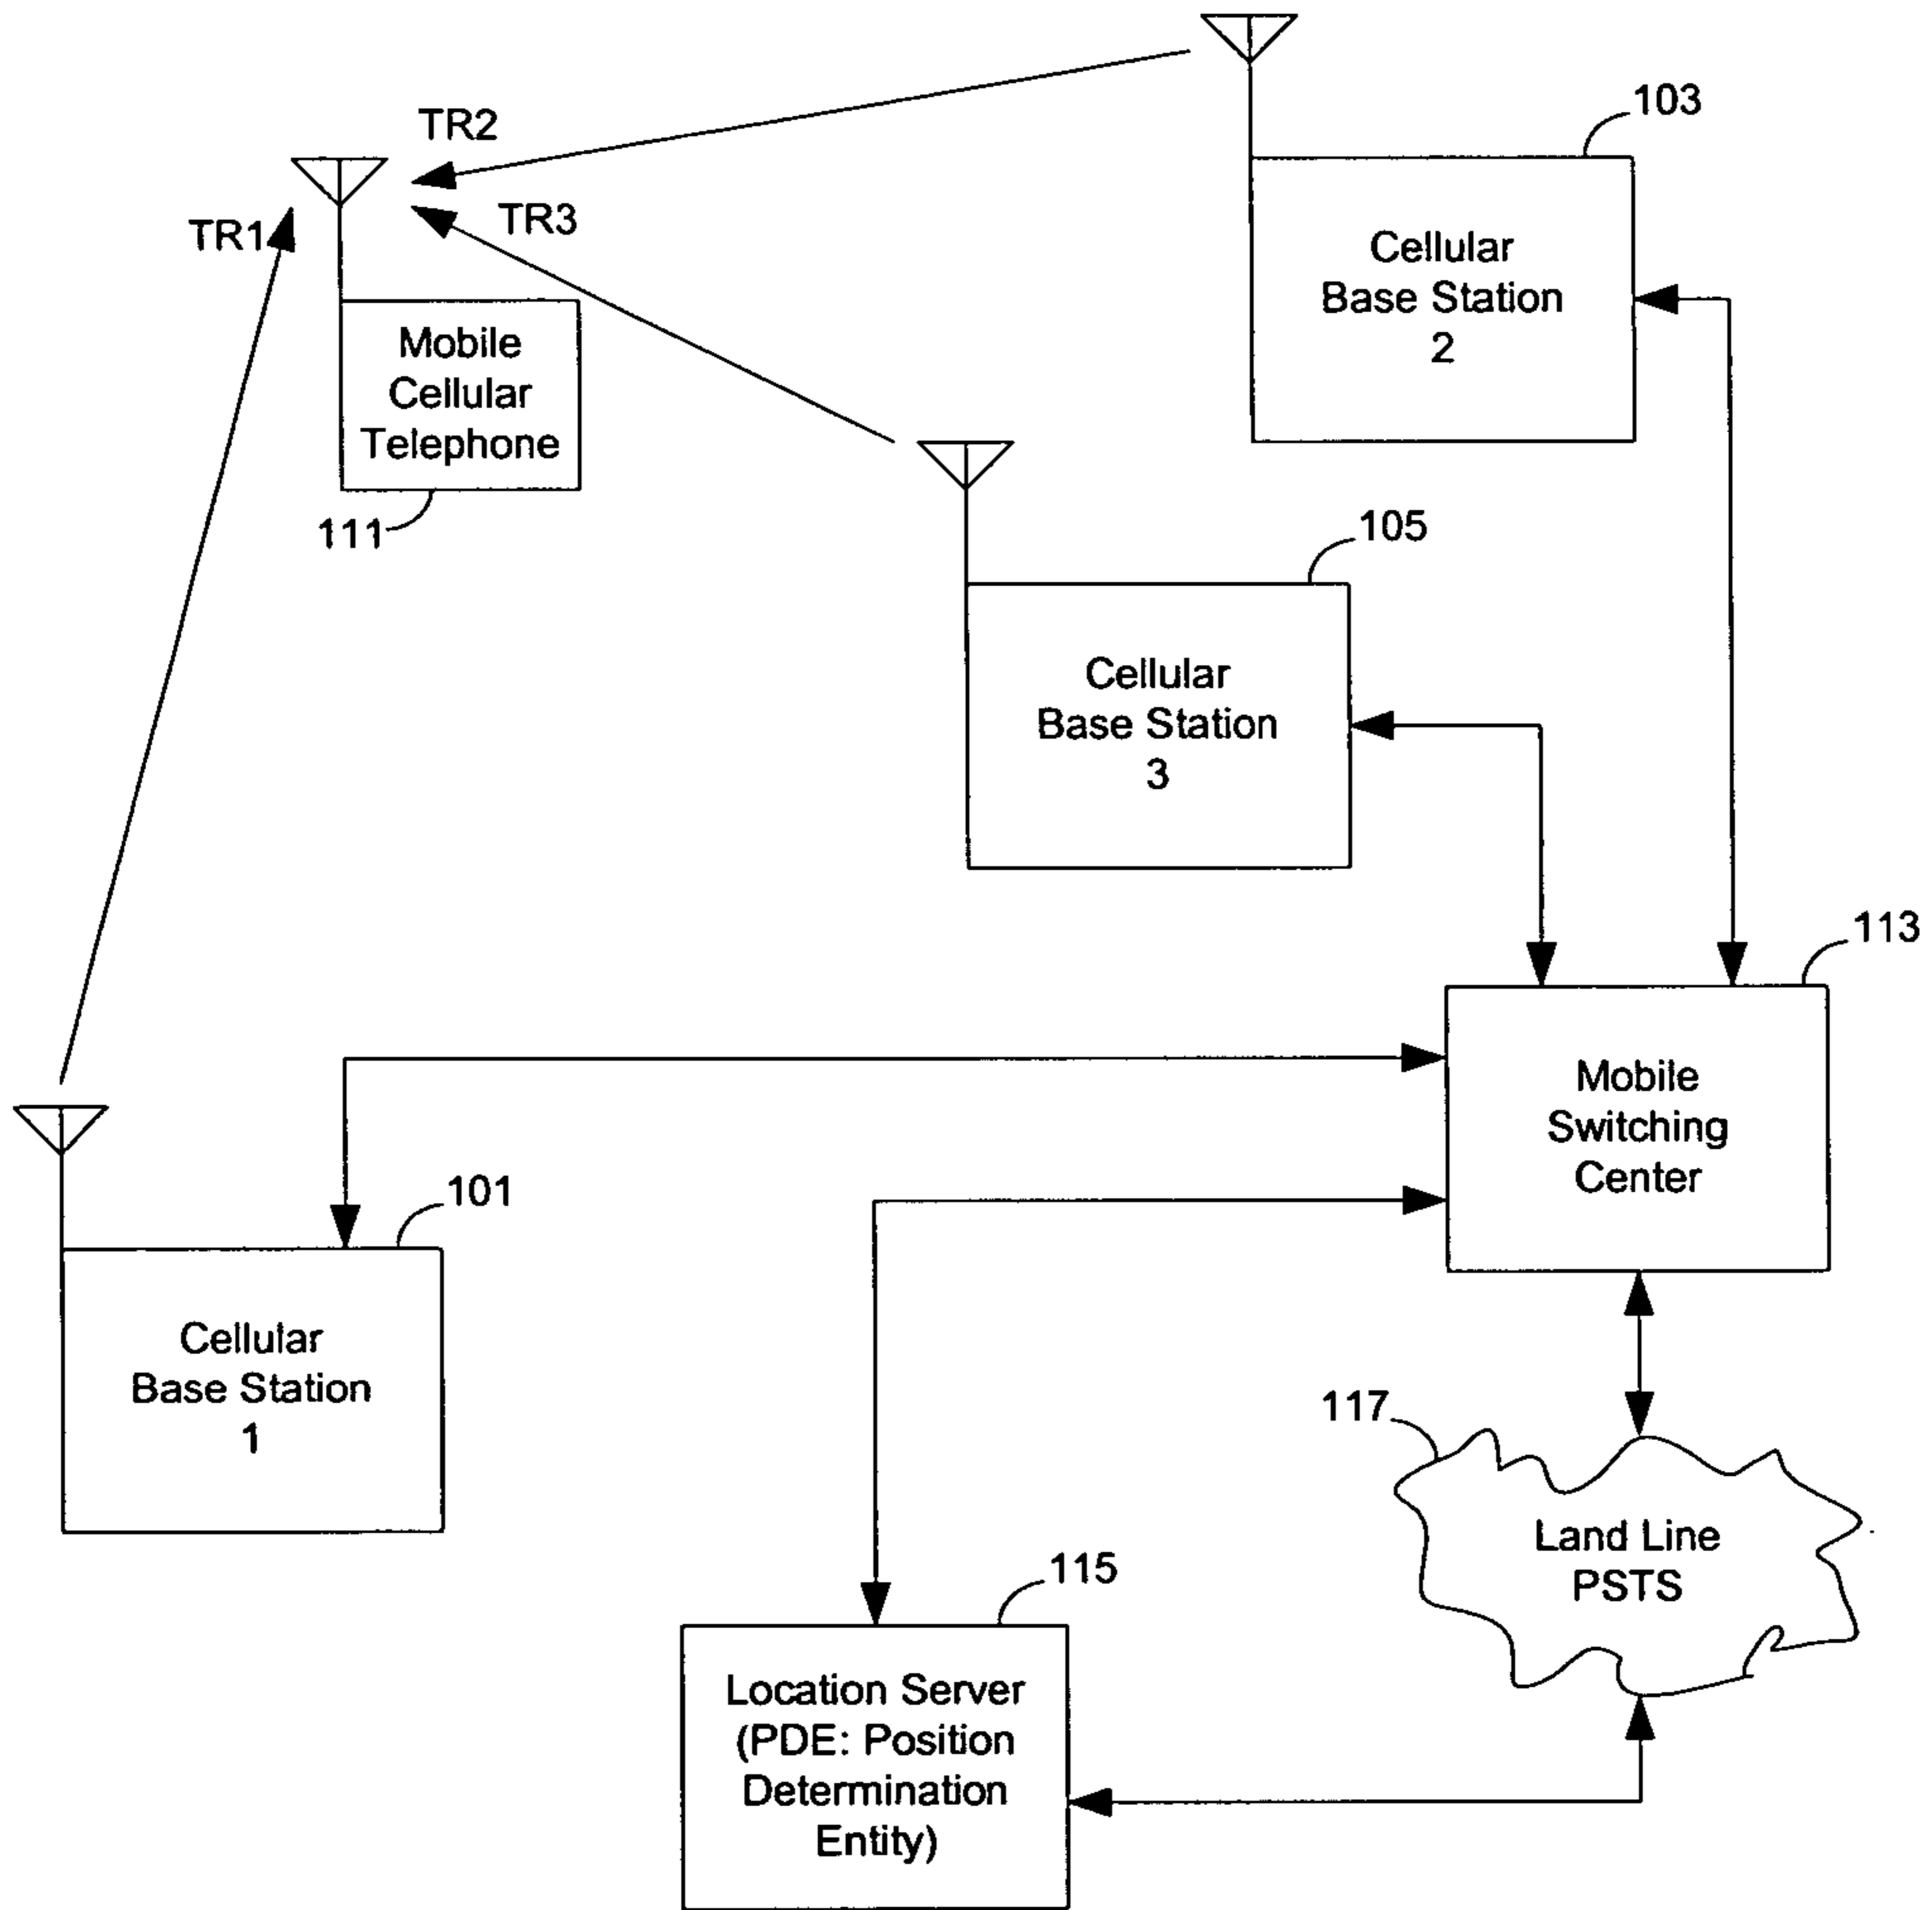 103
TR2
TR3
TR1
Cellular
Base Station
2
Mobile
Cellular
Telephone
111
105
Cellular
Base Station
3
113
Mobile
Switching
Center
101
Cellular
Base Station
1
117
Land Line
PSTS
115
Location Server
(PDE: Position
Determination
Entity)